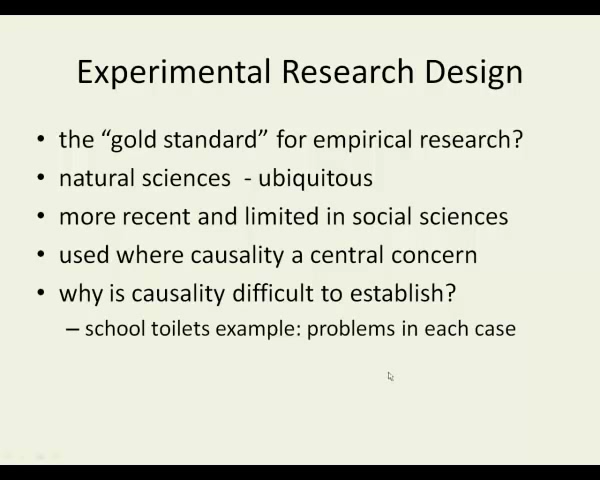 Experimental Research Design
• the “gold standard” for empirical research?
• natural sciences  - ubiquitous
• more recent and limited in social sciences
• used where causality a central concern
• why is causality difficult to establish?
– school toilets example: problems in each case